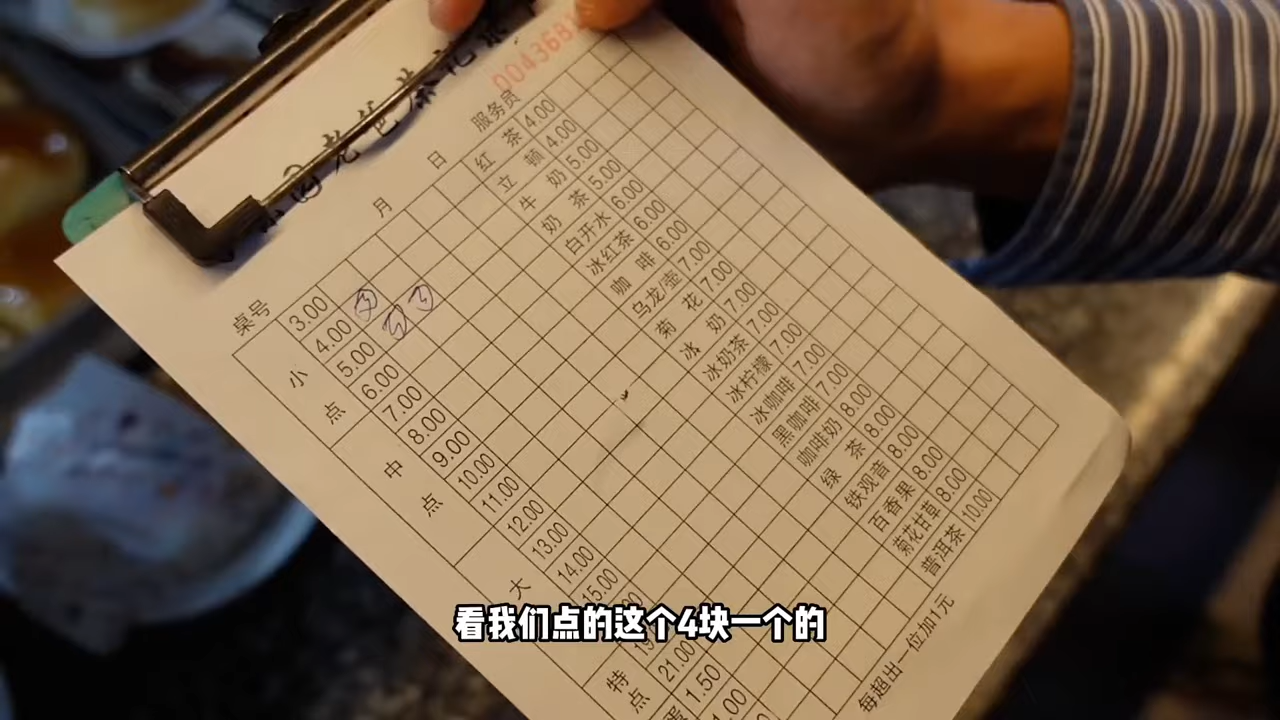 0043681
服务员
月 日
桌号
小点
3.00
4.00
5.00
6.00
中点
7.00
8.00
9.00
10.00
11.00
大
12.00
13.00
14.00
15.00
特点
21.00
1.50
红茶 4.00
立顿 4.00
牛奶 5.00
奶茶 5.00
白开水 6.00
冰红茶 6.00
咖啡 6.00
乌龙/壶 7.00
菊花 7.00
冰奶 7.00
冰奶茶 7.00
冰柠檬 7.00
冰咖啡 7.00
黑咖啡 7.00
咖啡奶 8.00
绿茶 8.00
铁观音 8.00
百香果 8.00
菊花甘草 8.00
普洱茶 10.00
每超出一位加1元
看我们点的这个4块一个的